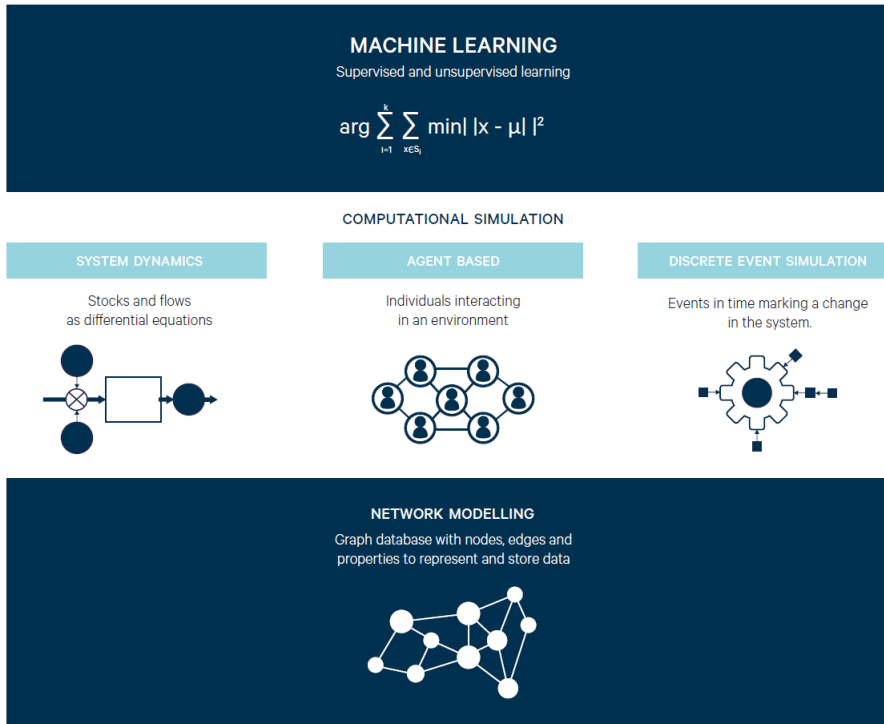 MACHINE LEARNING
Supervised and unsupervised learning
k
arg ∑ ∑ min| |x - μ| |²
i=1 x∈Sᵢ
COMPUTATIONAL SIMULATION
SYSTEM DYNAMICS
Stocks and flows
as differential equations
AGENT BASED
Individuals interacting
in an environment
DISCRETE EVENT SIMULATION
Events in time marking a change
in the system.
NETWORK MODELLING
Graph database with nodes, edges and
properties to represent and store data